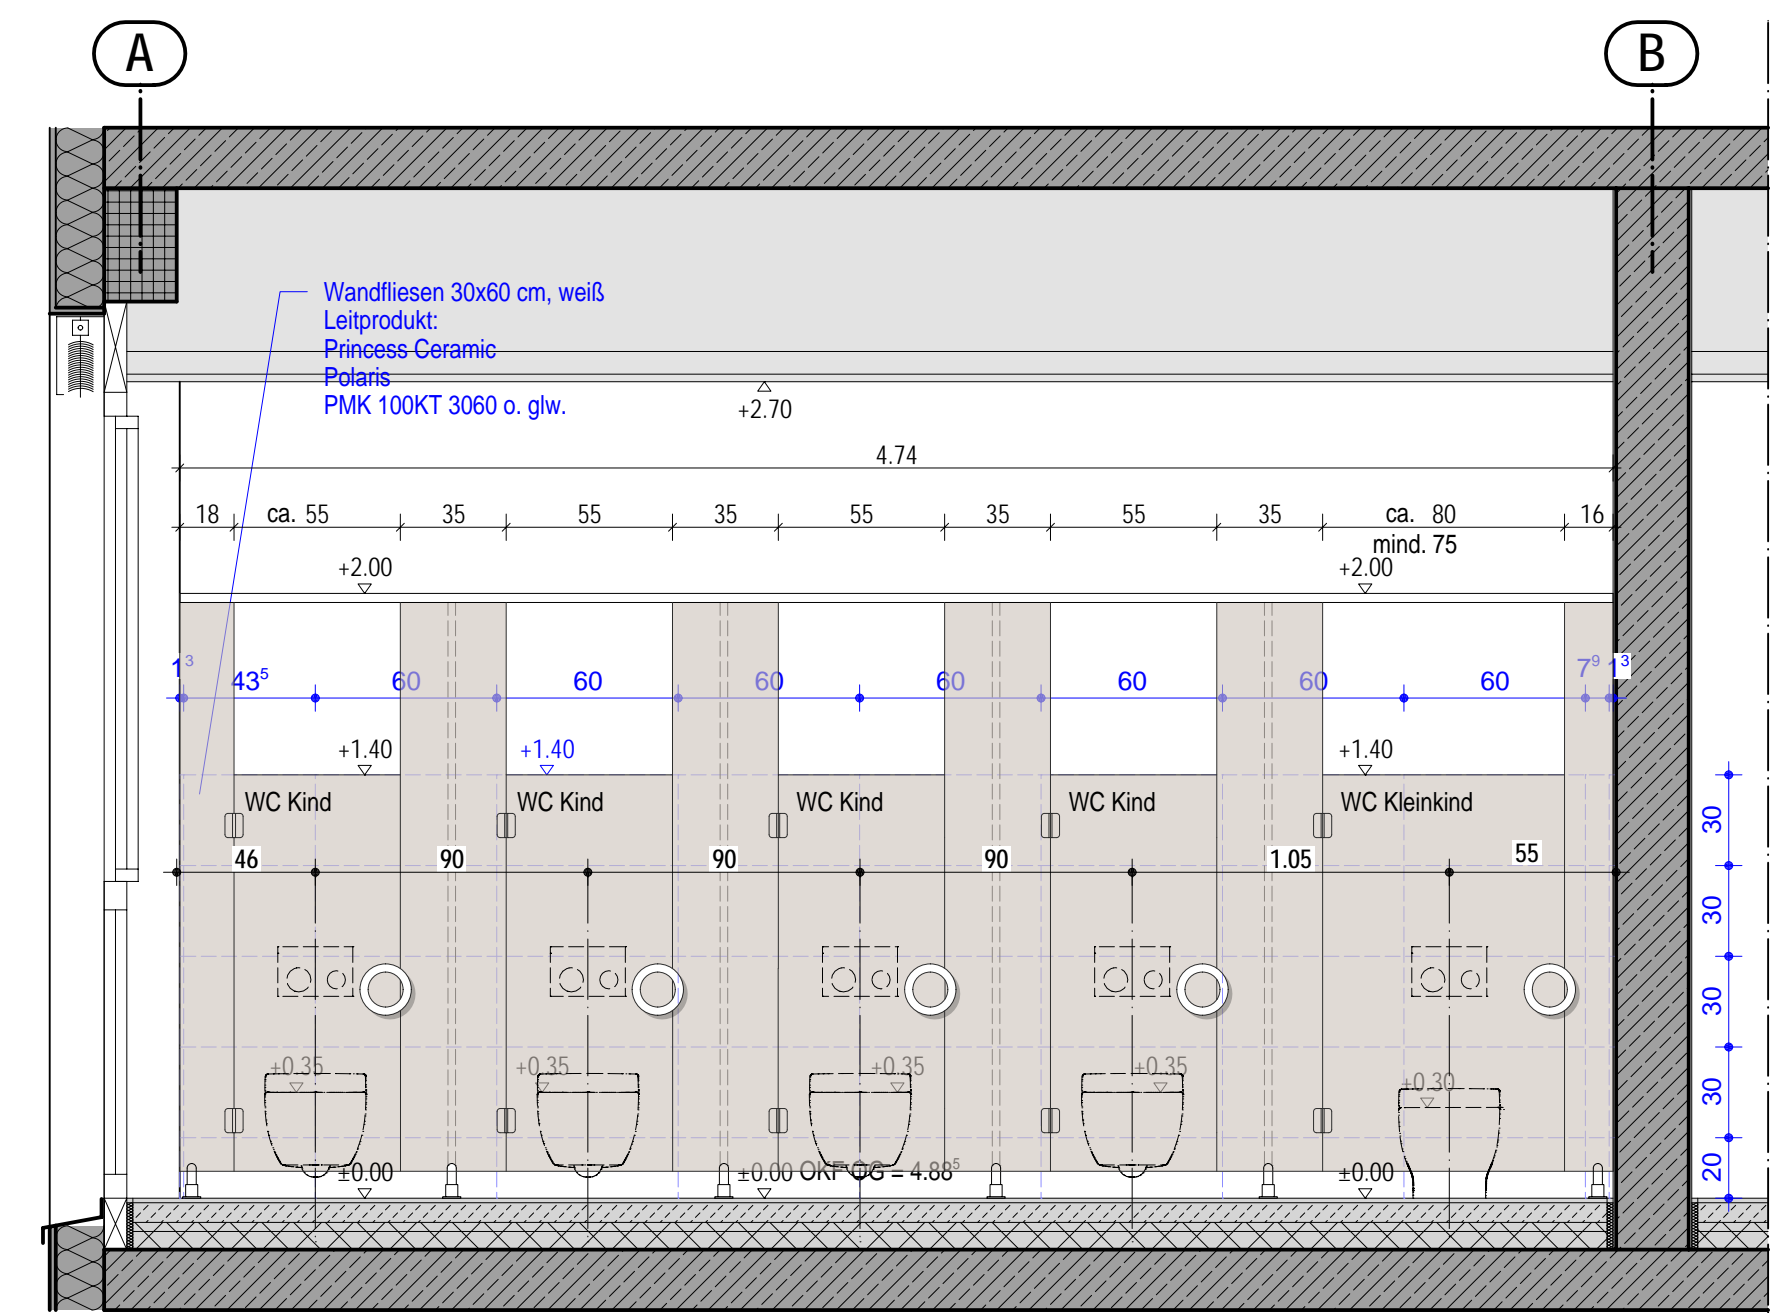 A B
Wandfliesen 30x60 cm, weiß
Leitprodukt:
Princess Ceramic
Polaris
PMK 100KT 3060 o. glw.
+2.70
4.74
18 ca. 55 35 55 35 55 35 55 35 ca. 80 16
mind. 75
+2.00 +2.00
1³ 43⁵ 60 60 60 60 60 60 60 7⁹ 1³
+1.40 +1.40 +1.40
WC Kind WC Kind WC Kind WC Kind WC Kleinkind
46 90 90 90 1.05 55
+0.35 +0.35 +0.35 +0.35 +0.30
±0.00 ±0.00 OKF OG = 4.88⁵ ±0.00
30
30
30
30
20